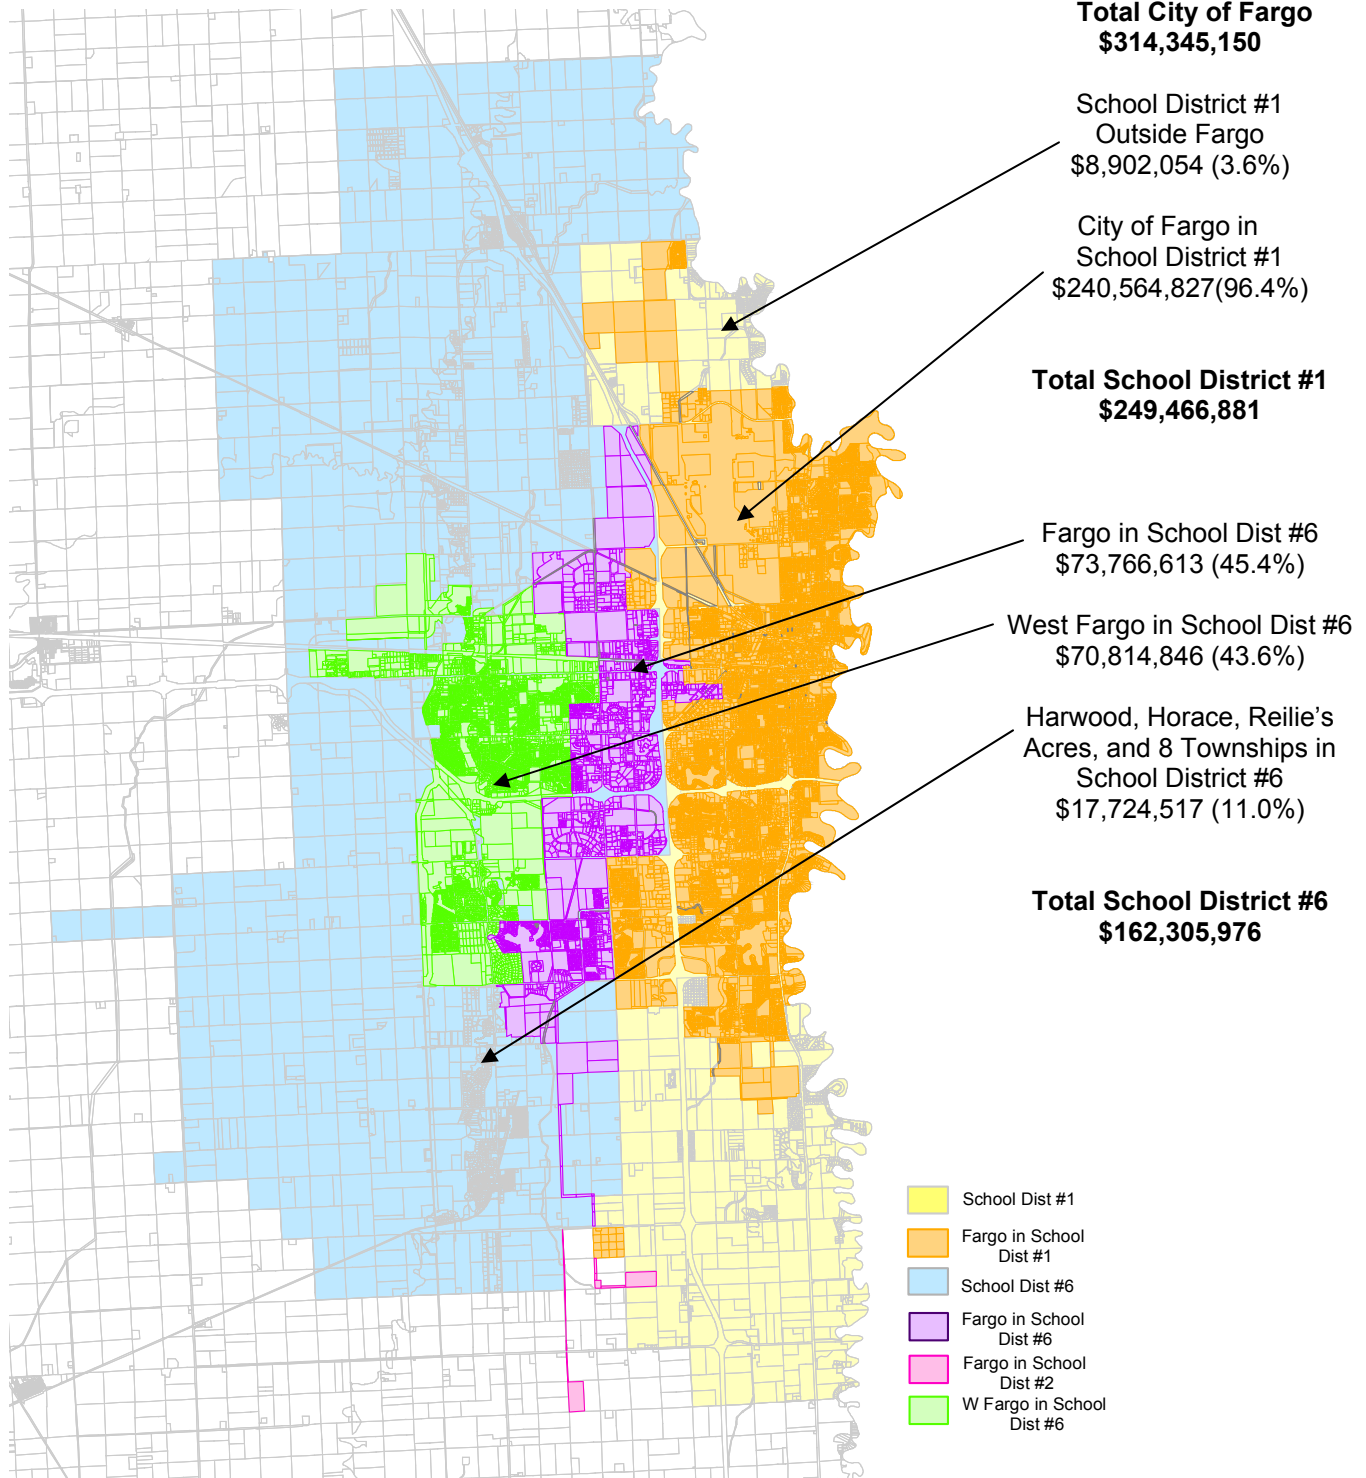 Total City of Fargo
$314,345,150
School District #1
Outside Fargo
$8,902,054 (3.6%)
City of Fargo in
School District #1
$240,564,827(96.4%)
Total School District #1
$249,466,881
Fargo in School Dist #6
$73,766,613 (45.4%)
West Fargo in School Dist #6
$70,814,846 (43.6%)
Harwood, Horace, Reilie’s
Acres, and 8 Townships in
School District #6
$17,724,517 (11.0%)
Total School District #6
$162,305,976
School Dist #1
Fargo in School
Dist #1
School Dist #6
Fargo in School
Dist #6
Fargo in School
Dist #2
W Fargo in School
Dist #6